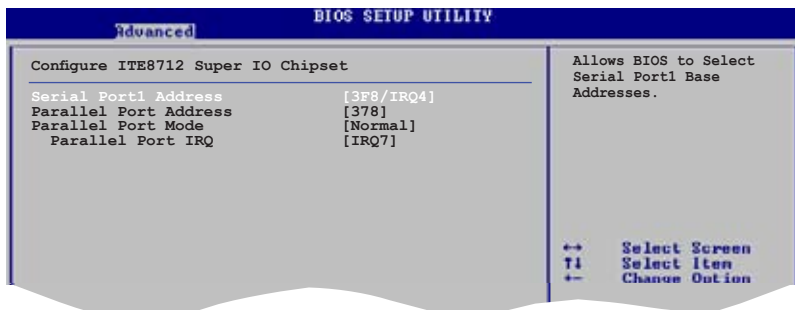 BIOS SETUP UTILITY
Advanced
Configure ITE8712 Super IO Chipset
Serial Port1 Address [3F8/IRQ4]
Parallel Port Address [378]
Parallel Port Mode [Normal]
Parallel Port IRQ [IRQ7]
Allows BIOS to Select
Serial Port1 Base
Addresses.
↔ Select Screen
↑↓ Select Item
+- Change Option